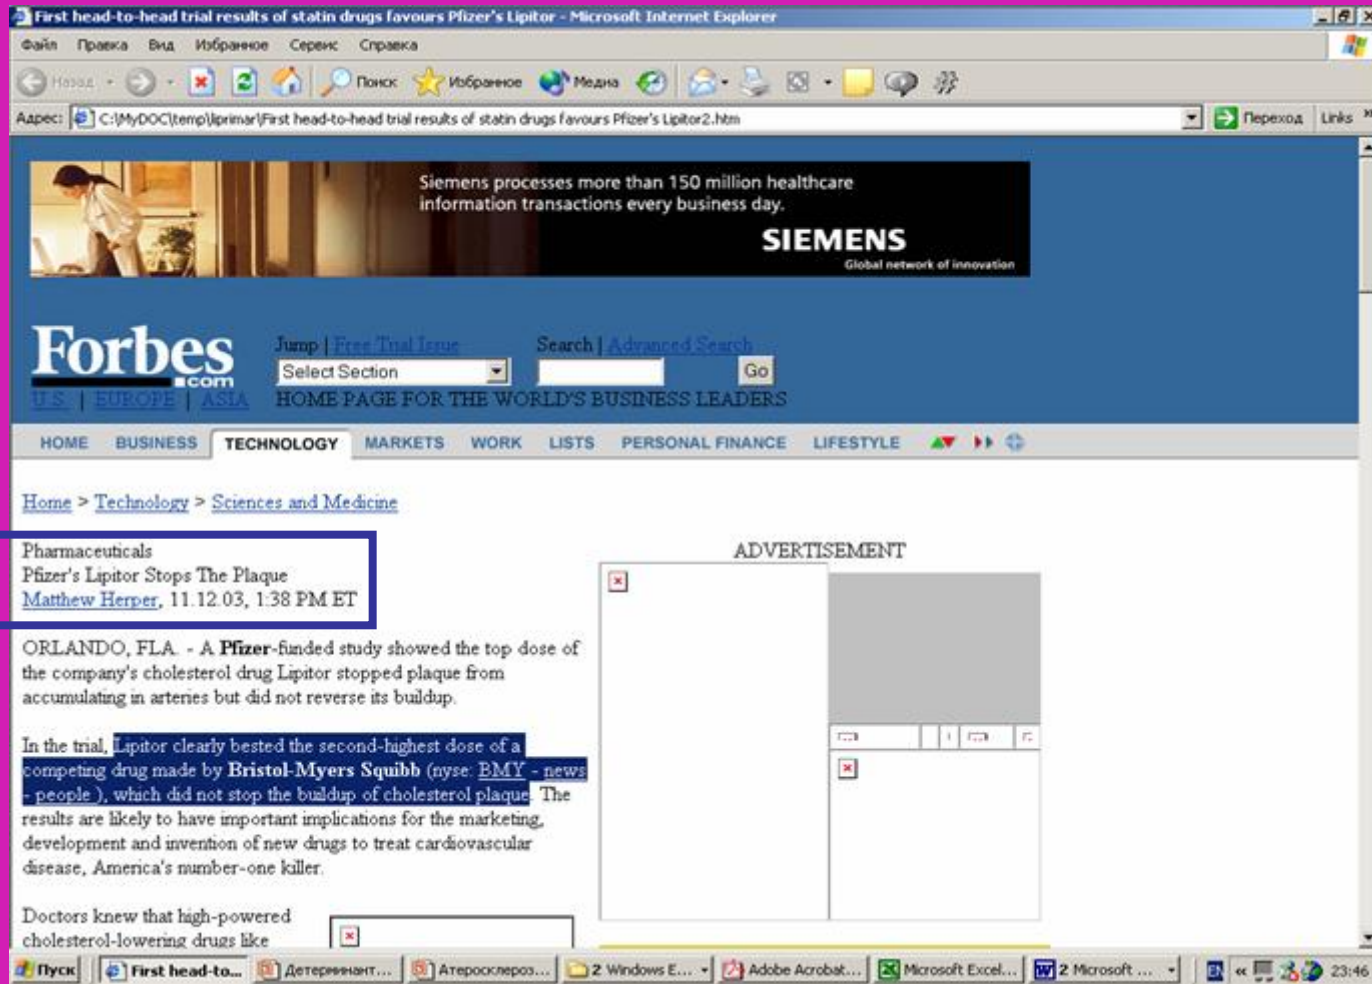 First head-to-head trial results of statin drugs favours Pfizer's Lipitor - Microsoft Internet Explorer
Файл Правка Вид Избранное Сервис Справка
Назад Поиск Избранное Медиа
Адрес: C:\MyDOC\temp\liprimar\First head-to-head trial results of statin drugs favours Pfizer's Lipitor2.htm Переход Links »
Siemens processes more than 150 million healthcare
information transactions every business day.
SIEMENS
Global network of innovation
Forbes
.com
Jump | Free Trial Issue Search | Advanced Search
Select Section Go
U.S. | EUROPE | ASIA HOME PAGE FOR THE WORLD'S BUSINESS LEADERS
HOME BUSINESS TECHNOLOGY MARKETS WORK LISTS PERSONAL FINANCE LIFESTYLE
Home > Technology > Sciences and Medicine
Pharmaceuticals
Pfizer's Lipitor Stops The Plaque
Matthew Herper, 11.12.03, 1:38 PM ET
ADVERTISEMENT
ORLANDO, FLA. - A Pfizer-funded study showed the top dose of
the company's cholesterol drug Lipitor stopped plaque from
accumulating in arteries but did not reverse its buildup.
In the trial, Lipitor clearly bested the second-highest dose of a
competing drug made by Bristol-Myers Squibb (nyse: BMY - news
- people ), which did not stop the buildup of cholesterol plaque. The
results are likely to have important implications for the marketing,
development and invention of new drugs to treat cardiovascular
disease, America's number-one killer.
Doctors knew that high-powered
cholesterol-lowering drugs like
Пуск First head-to... Детерминант... Атеросклероз... 2 Windows E... Adobe Acrobat... Microsoft Excel... 2 Microsoft ... EN « 23:46